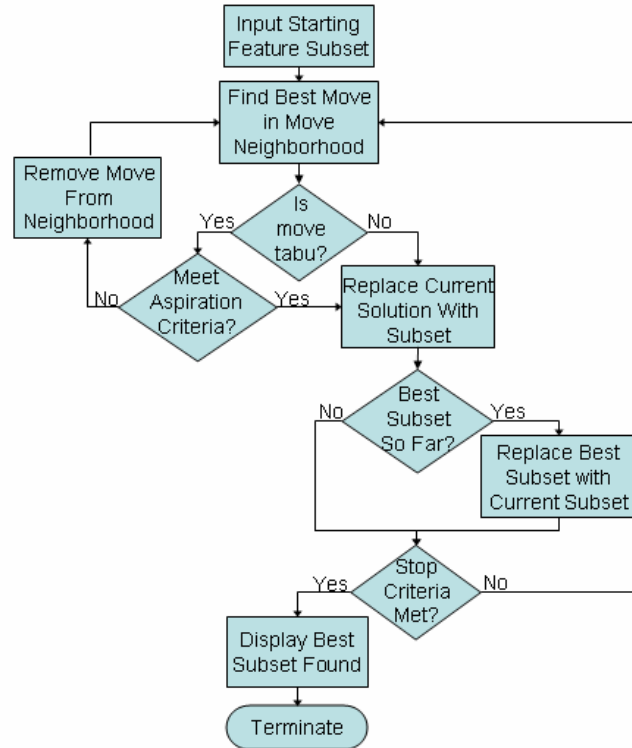 Input Starting
Feature Subset
Find Best Move
in Move
Neighborhood
Remove Move
From
Neighborhood
Is
move
tabu?
Yes
No
Meet
Aspiration
Criteria?
No
Yes
Replace Current
Solution With
Subset
Best
Subset
So Far?
No
Yes
Replace Best
Subset with
Current Subset
Stop
Criteria
Met?
Yes
No
Display Best
Subset Found
Terminate